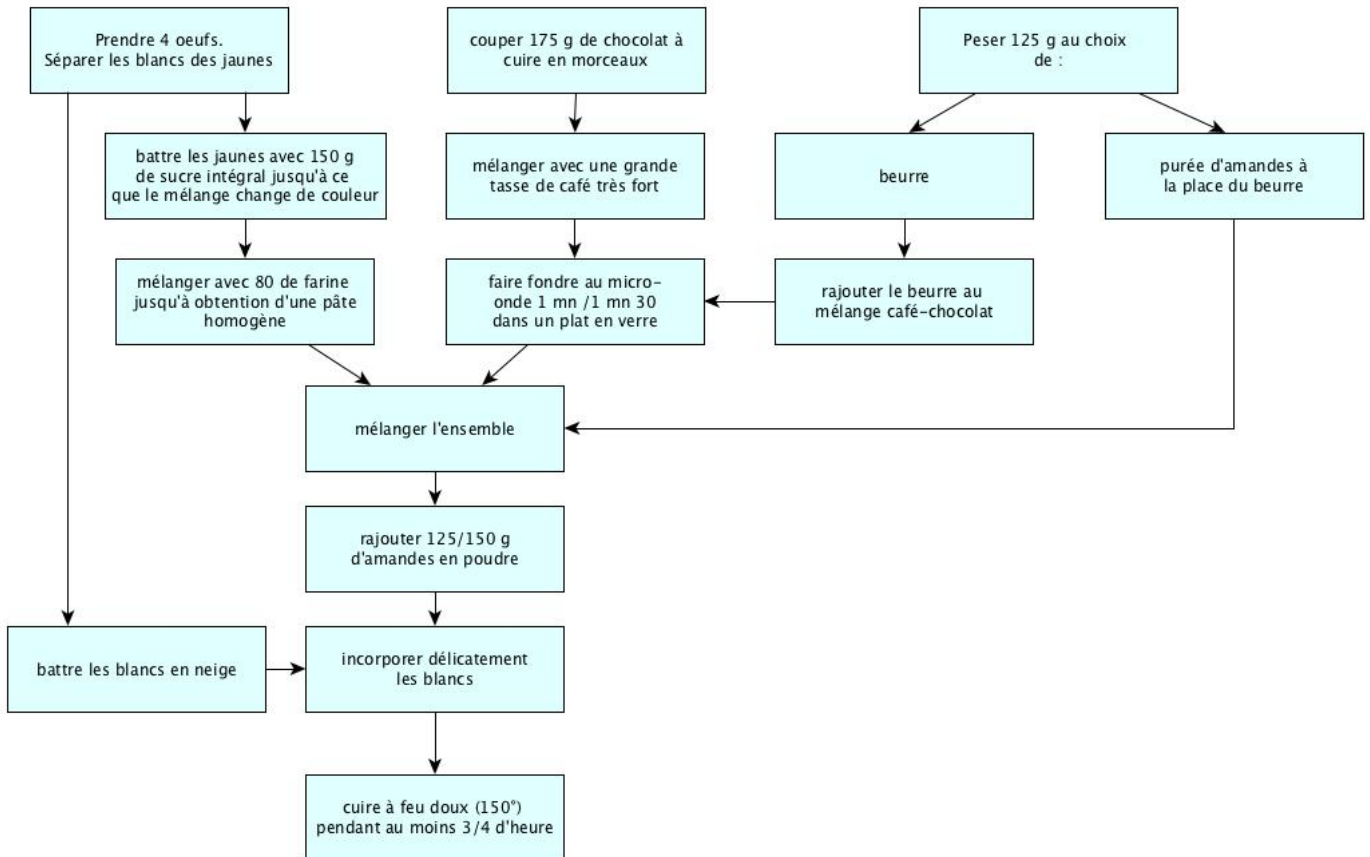 Prendre 4 oeufs.
Séparer les blancs des jaunes
couper 175 g de chocolat à
cuire en morceaux
Peser 125 g au choix
de :
battre les jaunes avec 150 g
de sucre intégral jusqu'à ce
que le mélange change de couleur
mélanger avec une grande
tasse de café très fort
beurre
purée d'amandes à
la place du beurre
mélanger avec 80 de farine
jusqu'à obtention d'une pâte
homogène
faire fondre au micro-
onde 1 mn /1 mn 30
dans un plat en verre
rajouter le beurre au
mélange café-chocolat
mélanger l'ensemble
rajouter 125/150 g
d'amandes en poudre
battre les blancs en neige
incorporer délicatement
les blancs
cuire à feu doux (150°)
pendant au moins 3/4 d'heure